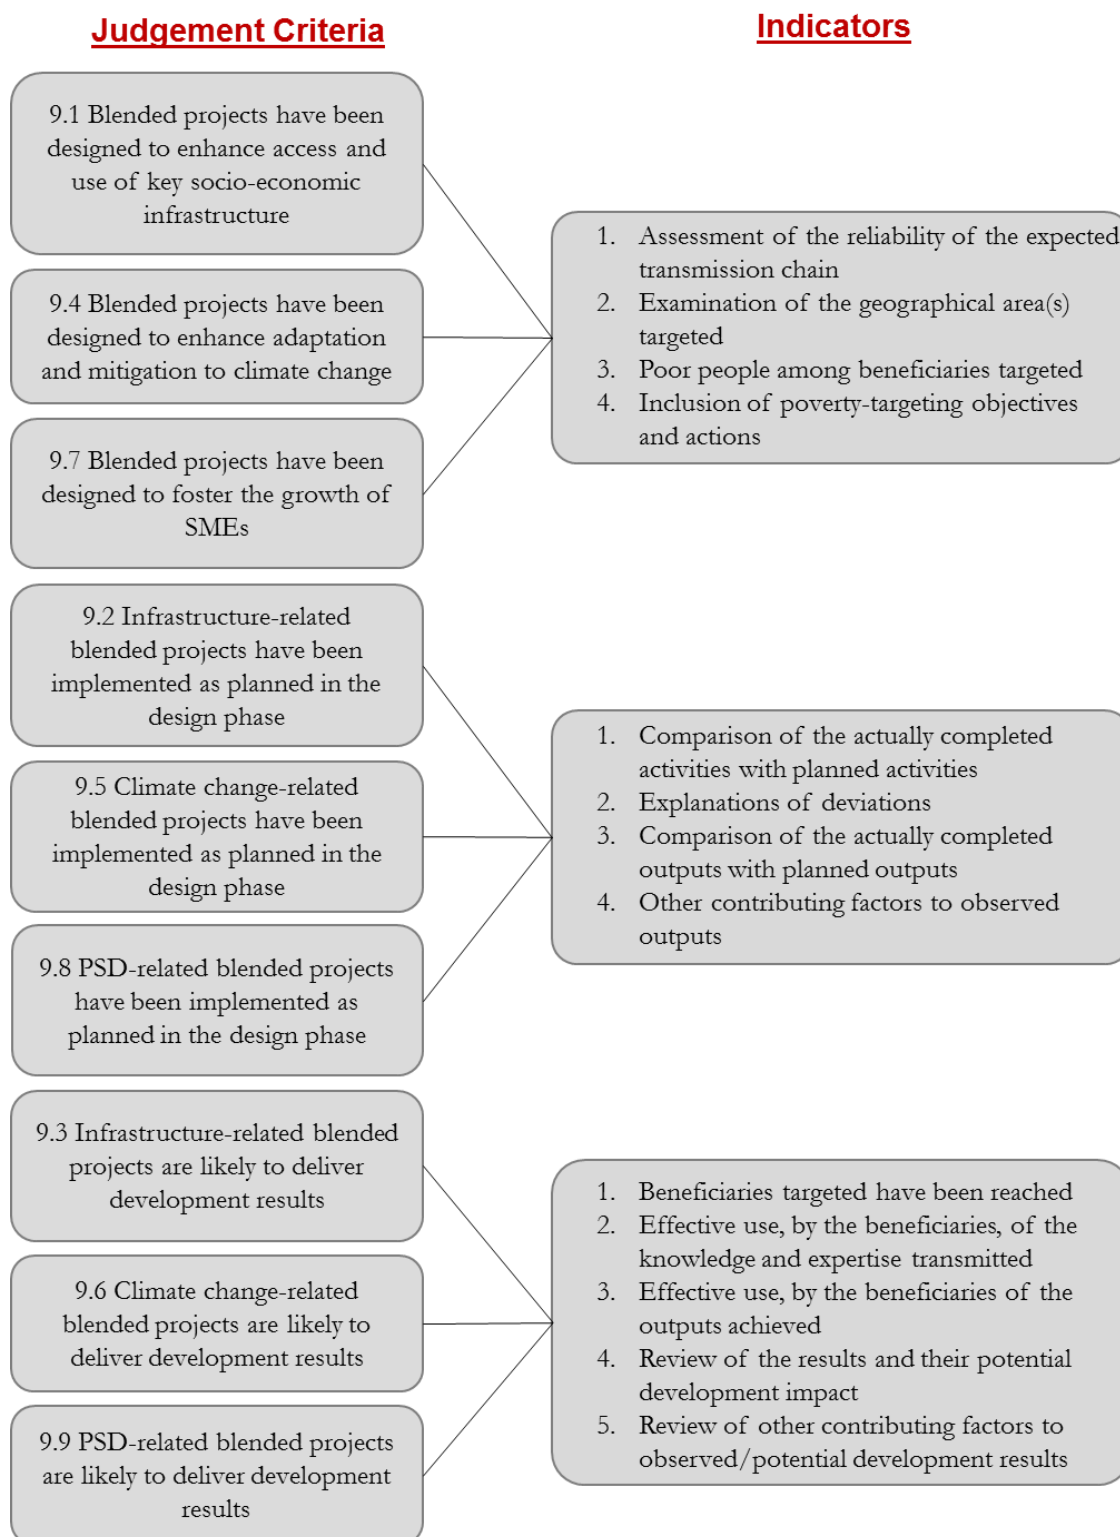 Judgement Criteria
Indicators
9.1 Blended projects have been
designed to enhance access and
use of key socio-economic
infrastructure
9.4 Blended projects have been
designed to enhance adaptation
and mitigation to climate change
9.7 Blended projects have been
designed to foster the growth of
SMEs
1. Assessment of the reliability of the expected
transmission chain
2. Examination of the geographical area(s)
targeted
3. Poor people among beneficiaries targeted
4. Inclusion of poverty-targeting objectives
and actions
9.2 Infrastructure-related
blended projects have been
implemented as planned in the
design phase
9.5 Climate change-related
blended projects have been
implemented as planned in the
design phase
9.8 PSD-related blended projects
have been implemented as
planned in the design phase
1. Comparison of the actually completed
activities with planned activities
2. Explanations of deviations
3. Comparison of the actually completed
outputs with planned outputs
4. Other contributing factors to observed
outputs
9.3 Infrastructure-related blended
projects are likely to deliver
development results
9.6 Climate change-related
blended projects are likely to
deliver development results
9.9 PSD-related blended projects
are likely to deliver development
results
1. Beneficiaries targeted have been reached
2. Effective use, by the beneficiaries, of the
knowledge and expertise transmitted
3. Effective use, by the beneficiaries of the
outputs achieved
4. Review of the results and their potential
development impact
5. Review of other contributing factors to
observed/potential development results